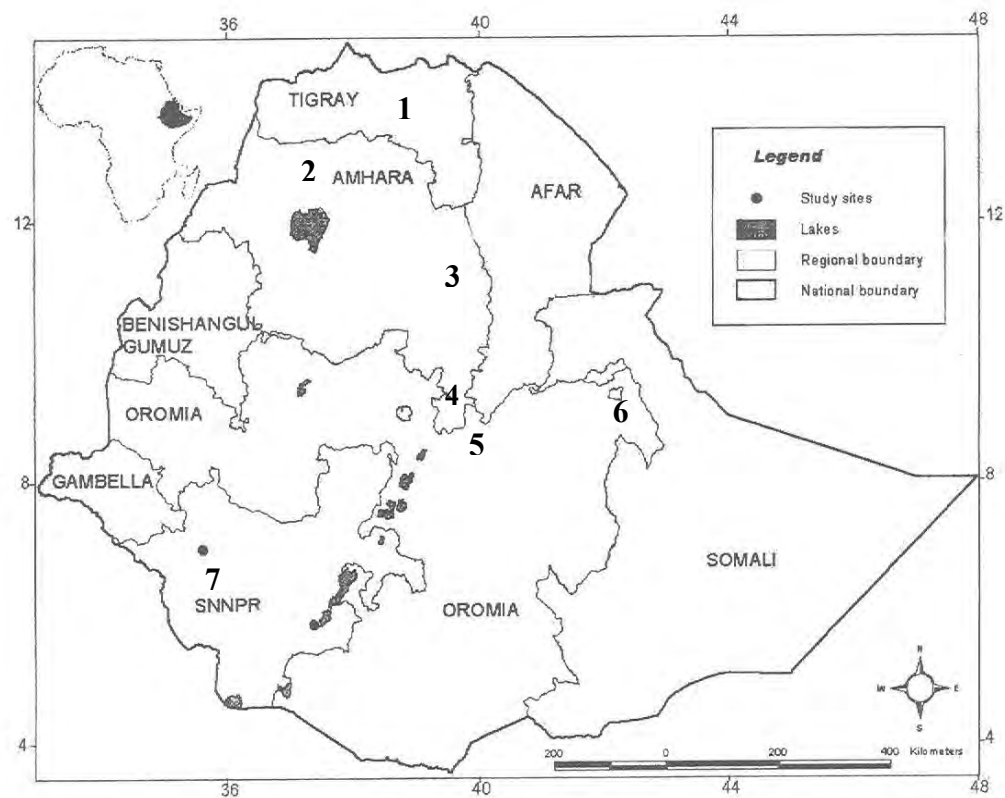 36
40
44
48
TIGRAY
1
2
AMHARA
AFAR
Legend
Study sites
Lakes
Regional boundary
National boundary
12
12
3
BENISHANGUL
GUMUZ
4
6
OROMIA
5
8
GAMBELLA
8
7
SNNPR
SOMALI
OROMIA
N
W
E
S
4
4
200
0
200
400 Kilometers
36
40
44
48